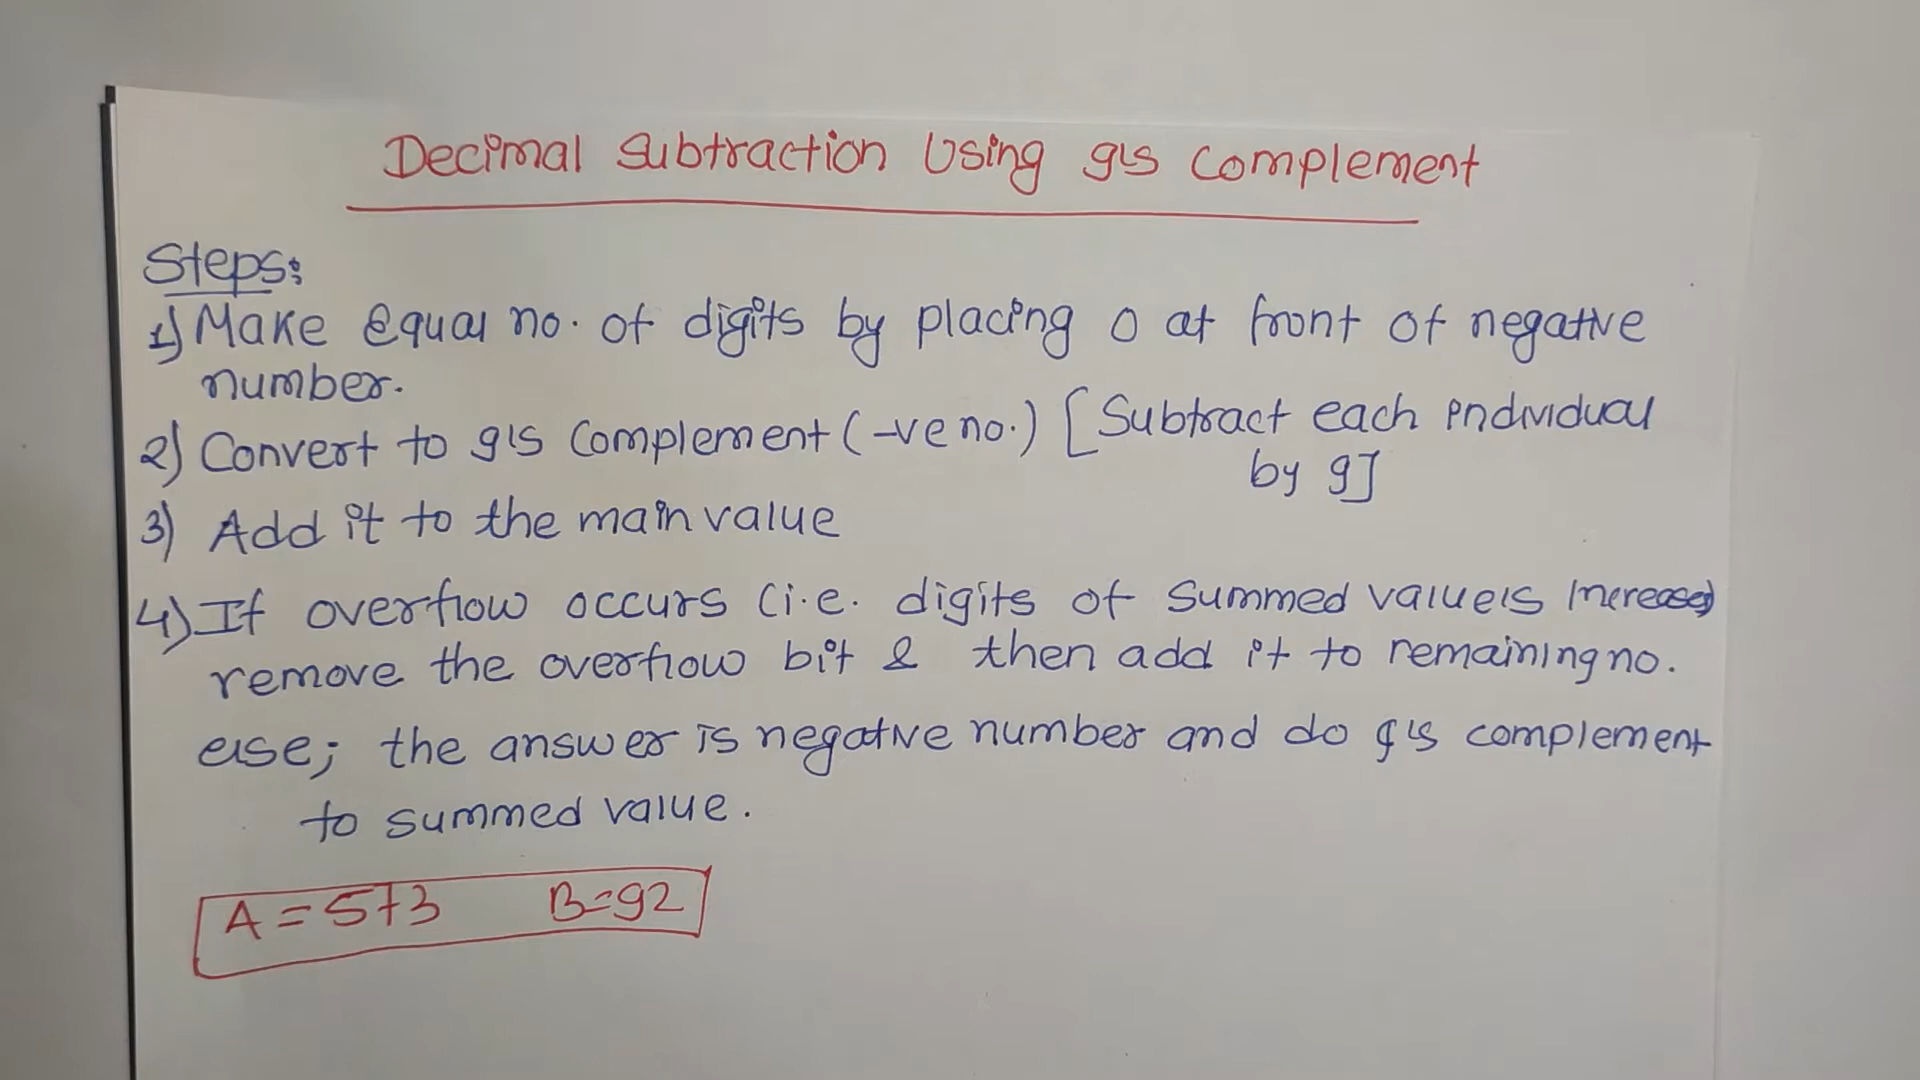 Decimal Subtraction Using 9's Complement
Steps:
1) Make equal no. of digits by placing 0 at front of negative
number.
2) Convert to 9's complement (-ve no.) [Subtract each individual
by 9]
3) Add it to the main value
4) If overflow occurs (i.e. digits of summed value is increases)
remove the overflow bit & then add it to remaining no.
else; the answer is negative number and do 9's complement
to summed value.
A = 573 B = 92